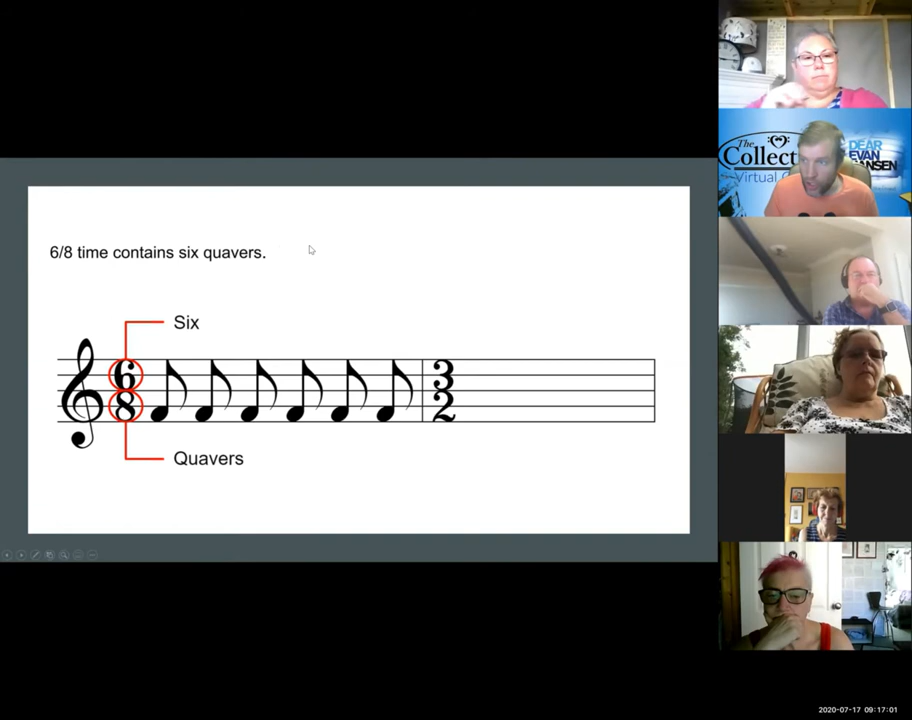 6/8 time contains six quavers.
Six
6
8
3
2
Quavers
The
Collect
Virtual
DEAR
EVAN
HANSEN
2020-07-17 09:17:01